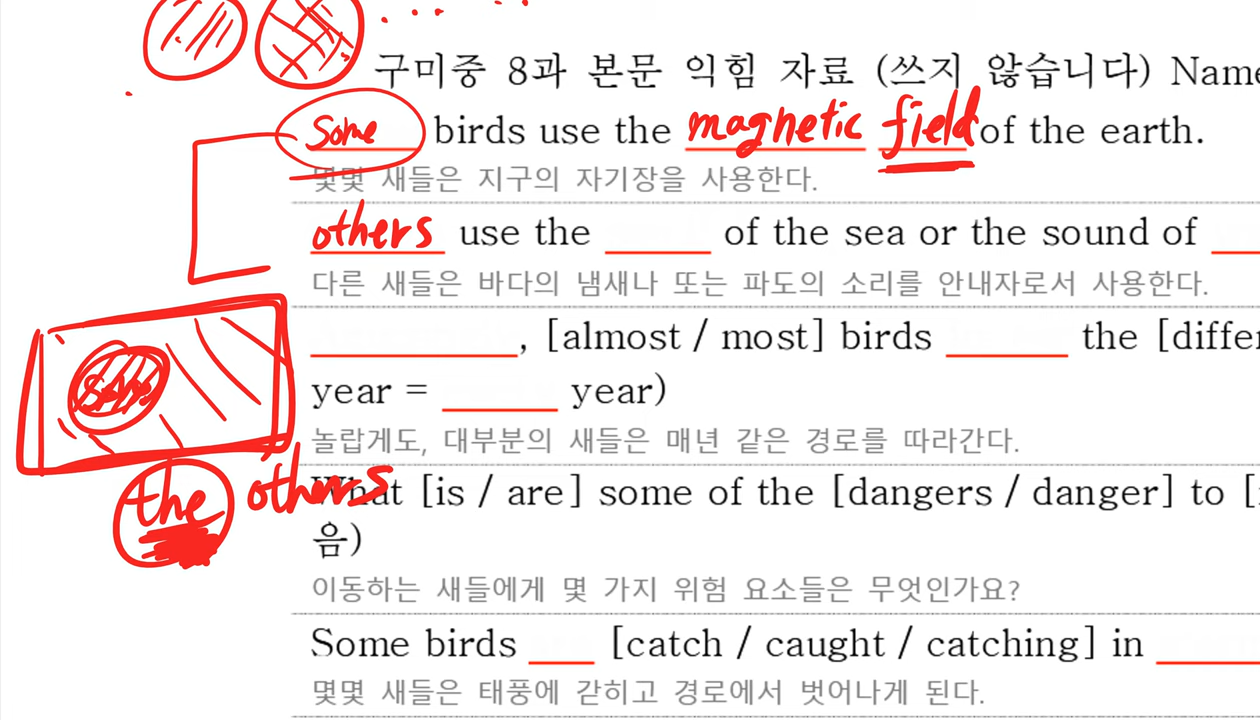 구미중 8과 본문 익힘 자료 (쓰지 않습니다) Name
Some birds use the magnetic field of the earth.
몇몇 새들은 지구의 자기장을 사용한다.
others use the of the sea or the sound of
다른 새들은 바다의 냄새나 또는 파도의 소리를 안내자로서 사용한다.
, [almost / most] birds the [differe
year = year)
놀랍게도, 대부분의 새들은 매년 같은 경로를 따라간다.
some
the others
What [is / are] some of the [dangers / danger] to [
음)
이동하는 새들에게 몇 가지 위험 요소들은 무엇인가요?
Some birds [catch / caught / catching] in
몇몇 새들은 태풍에 갇히고 경로에서 벗어나게 된다.